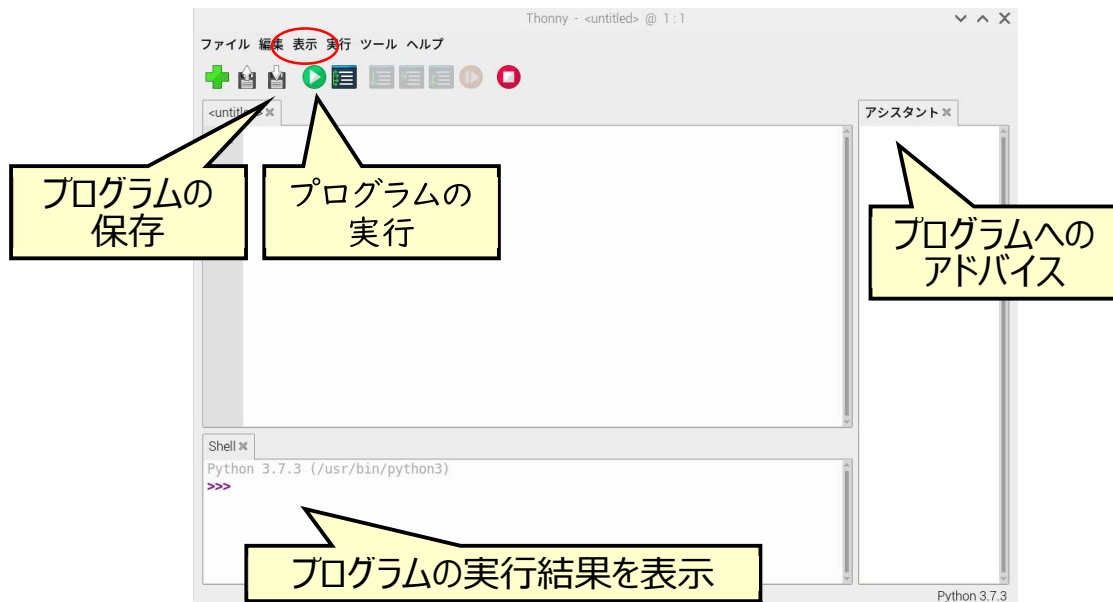 Thonny - <untitled> @ 1 : 1
ファイル 編集 表示 実行 ツール ヘルプ
<untitled>
アシスタント
プログラムの
保存
プログラムの
実行
プログラムへの
アドバイス
Shell
Python 3.7.3 (/usr/bin/python3)
>>>
プログラムの実行結果を表示
Python 3.7.3